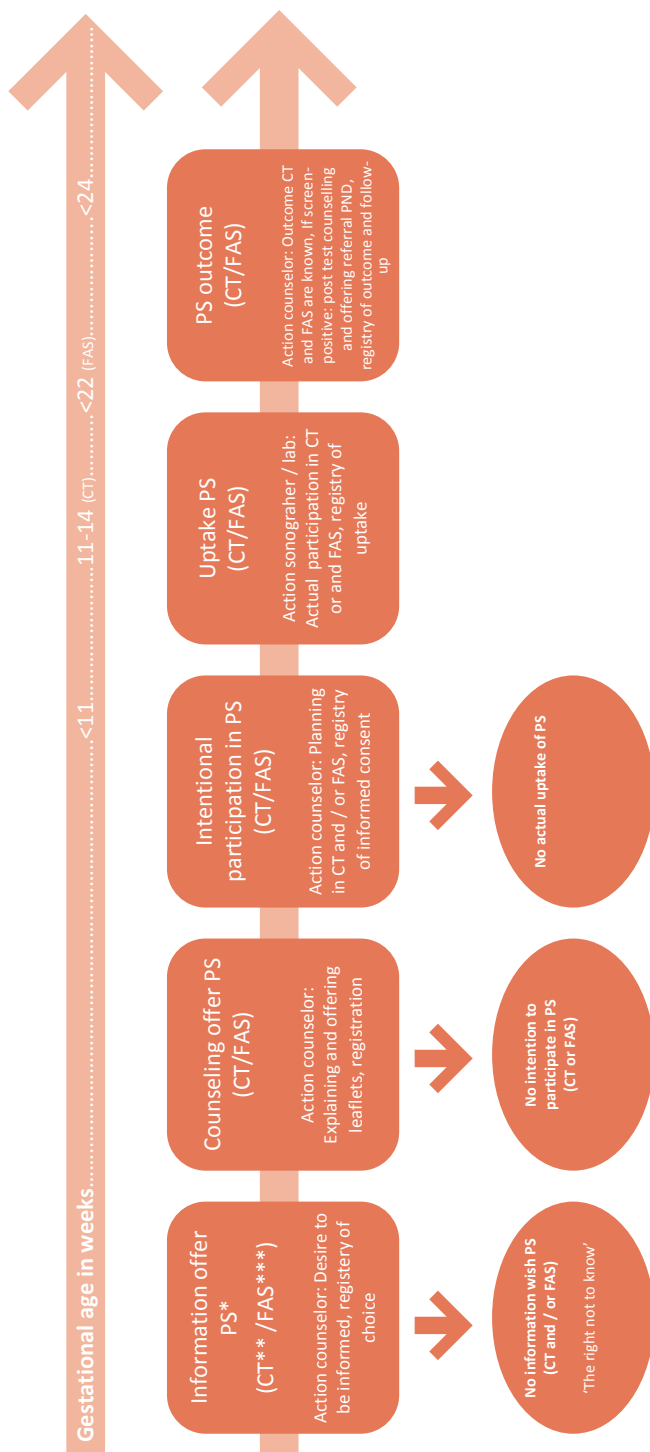 Gestational age in weeks..............................................................<11.......................11-14 (CT)...............<22 (FAS)..........................<24..................
Information offer
PS*
(CT** /FAS***)
Action counselor: Desire to
be informed, registery of
choice
Counseling offer PS
(CT/FAS)
Action counselor:
Explaining and offering
leaflets, registration
Intentional
participation in PS
(CT/FAS)
Action counselor: Planning
in CT and / or FAS, registry
of informed consent
Uptake PS
(CT/FAS)
Action sonograher / lab:
Actual participation in CT
or and FAS, registry of
uptake
PS outcome
(CT/FAS)
Action counselor: Outcome CT
and FAS are known, If screen-
positive: post test counselling
and offering referral PND,
registry of outcome and follow-
up
No information wish PS
(CT and / or FAS)
'The right not to know'
No intention to
participate in PS
(CT or FAS)
No actual uptake of PS